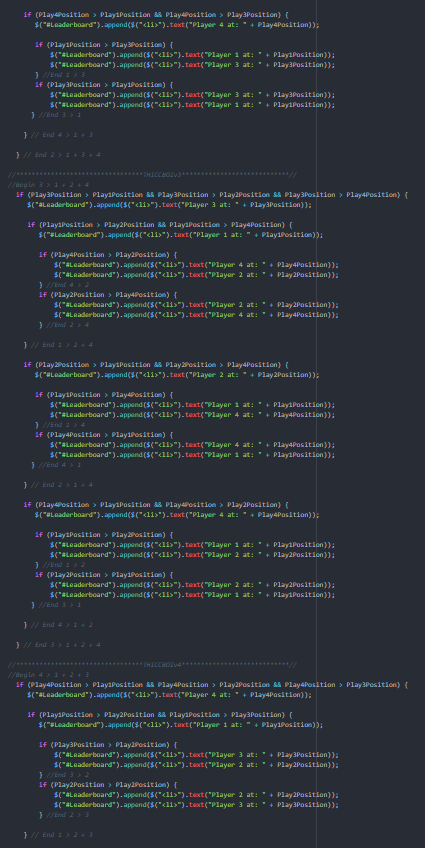 if (Play4Position > Play1Position && Play4Position > Play3Position) {
$("#Leaderboard").append($("<li>").text("Player 4 at: " + Play4Position));
if (Play1Position > Play3Position) {
$("#Leaderboard").append($("<li>").text("Player 1 at: " + Play1Position));
$("#Leaderboard").append($("<li>").text("Player 3 at: " + Play3Position));
} //End 1 > 3
if (Play3Position > Play1Position) {
$("#Leaderboard").append($("<li>").text("Player 3 at: " + Play3Position));
$("#Leaderboard").append($("<li>").text("Player 1 at: " + Play1Position));
} //End 3 > 1
} // End 4 > 1 + 3
} // End 2 > 1 + 3 + 4
//Begin 3 > 1 + 2 + 4
if (Play3Position > Play1Position && Play3Position > Play2Position && Play3Position > Play4Position) {
$("#Leaderboard").append($("<li>").text("Player 3 at: " + Play3Position));
if (Play1Position > Play2Position && Play1Position > Play4Position) {
$("#Leaderboard").append($("<li>").text("Player 1 at: " + Play1Position));
if (Play4Position > Play2Position) {
$("#Leaderboard").append($("<li>").text("Player 4 at: " + Play4Position));
$("#Leaderboard").append($("<li>").text("Player 2 at: " + Play2Position));
} //End 4 > 2
if (Play2Position > Play4Position) {
$("#Leaderboard").append($("<li>").text("Player 2 at: " + Play2Position));
$("#Leaderboard").append($("<li>").text("Player 4 at: " + Play4Position));
} //End 2 > 4
} // End 1 > 2 + 4
if (Play2Position > Play1Position && Play2Position > Play4Position) {
$("#Leaderboard").append($("<li>").text("Player 2 at: " + Play2Position));
if (Play1Position > Play4Position) {
$("#Leaderboard").append($("<li>").text("Player 1 at: " + Play1Position));
$("#Leaderboard").append($("<li>").text("Player 4 at: " + Play4Position));
} //End 1 > 4
if (Play4Position > Play1Position) {
$("#Leaderboard").append($("<li>").text("Player 4 at: " + Play4Position));
$("#Leaderboard").append($("<li>").text("Player 1 at: " + Play1Position));
} //End 4 > 1
} // End 2 > 1 + 4
if (Play4Position > Play1Position && Play4Position > Play2Position) {
$("#Leaderboard").append($("<li>").text("Player 4 at: " + Play4Position));
if (Play1Position > Play2Position) {
$("#Leaderboard").append($("<li>").text("Player 1 at: " + Play1Position));
$("#Leaderboard").append($("<li>").text("Player 2 at: " + Play2Position));
} //End 1 > 2
if (Play2Position > Play1Position) {
$("#Leaderboard").append($("<li>").text("Player 2 at: " + Play2Position));
$("#Leaderboard").append($("<li>").text("Player 1 at: " + Play1Position));
} //End 3 > 1
} // End 4 > 1 + 2
} // End 3 > 1 + 2 + 4
//Begin 4 > 1 + 2 + 3
if (Play4Position > Play1Position && Play4Position > Play2Position && Play4Position > Play3Position) {
$("#Leaderboard").append($("<li>").text("Player 4 at: " + Play4Position));
if (Play1Position > Play2Position && Play1Position > Play3Position) {
$("#Leaderboard").append($("<li>").text("Player 1 at: " + Play1Position));
if (Play3Position > Play2Position) {
$("#Leaderboard").append($("<li>").text("Player 3 at: " + Play3Position));
$("#Leaderboard").append($("<li>").text("Player 2 at: " + Play2Position));
} //End 3 > 2
if (Play2Position > Play3Position) {
$("#Leaderboard").append($("<li>").text("Player 2 at: " + Play2Position));
$("#Leaderboard").append($("<li>").text("Player 3 at: " + Play3Position));
} //End 2 > 3
} // End 1 > 2 + 3